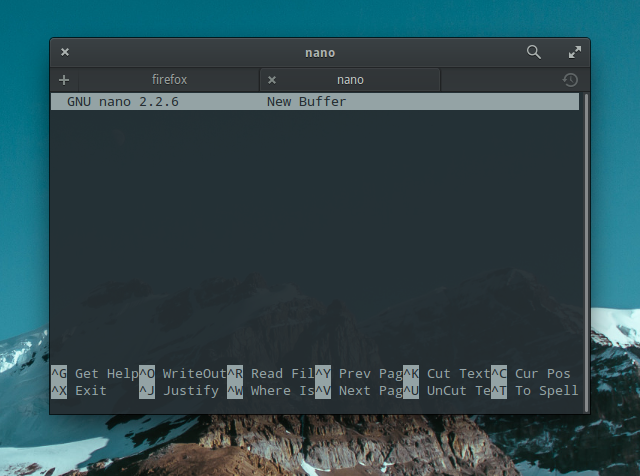 nano
firefox
nano
GNU nano 2.2.6 New Buffer
^G Get Help^O WriteOut^R Read Fil^Y Prev Pag^K Cut Text^C Cur Pos
^X Exit ^J Justify ^W Where Is^V Next Pag^U UnCut Te^T To Spell